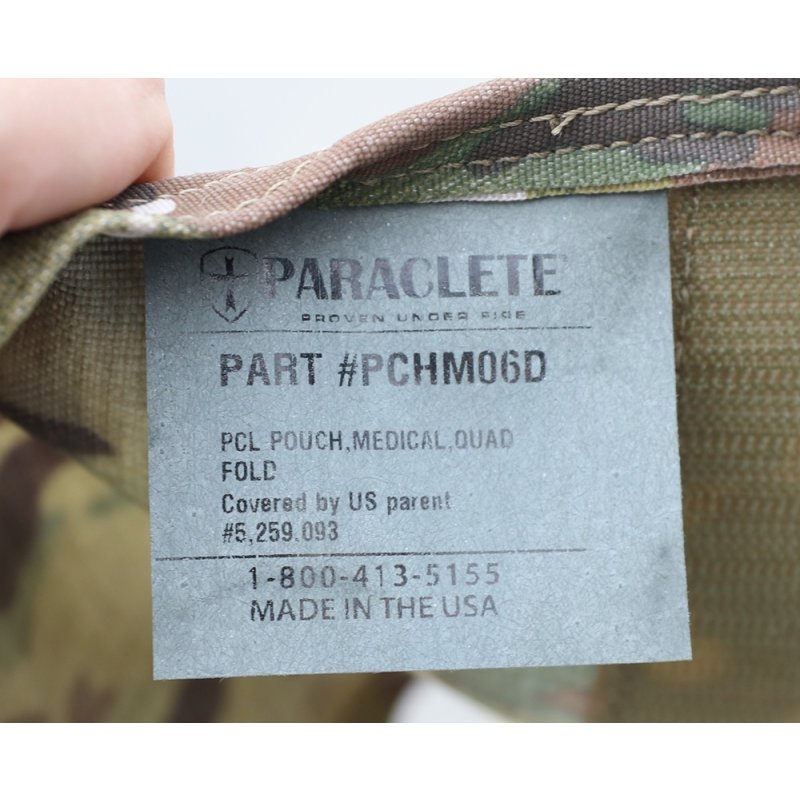 PARACLETE
PROVEN UNDER FIRE
PART #PCHM06D
PCL POUCH,MEDICAL,QUAD
FOLD
Covered by US parent
#5,259.093
1-800-413-5155
MADE IN THE USA